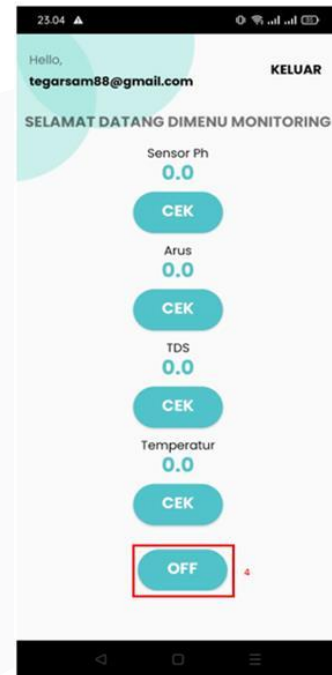 23.04
Hello,
tegarsam88@gmail.com
KELUAR
SELAMAT DATANG DIMENU MONITORING
Sensor Ph
0.0
CEK
Arus
0.0
CEK
TDS
0.0
CEK
Temperatur
0.0
CEK
OFF
4